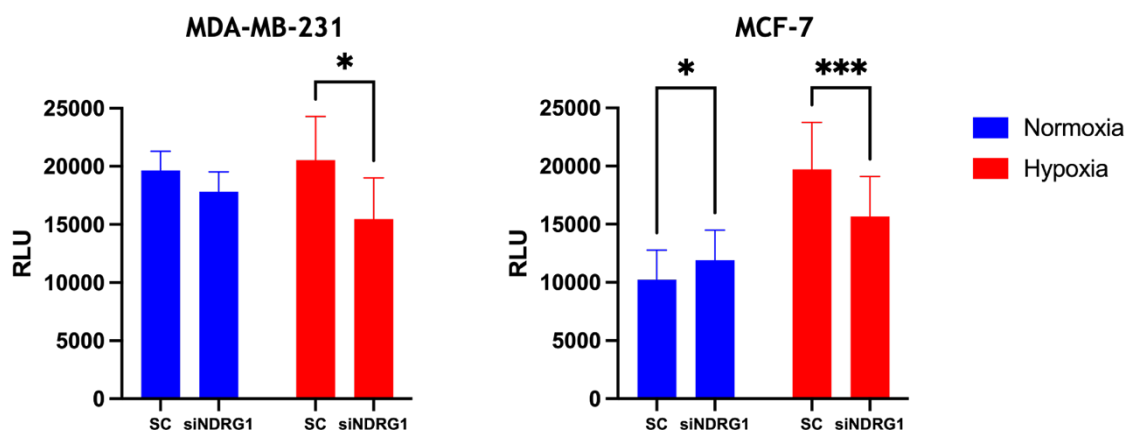 MDA-MB-231
*
25000
20000
15000
10000
5000
0
RLU
SC siNDRG1 SC siNDRG1
MCF-7
* ***
25000
20000
15000
10000
5000
0
RLU
SC siNDRG1 SC siNDRG1
Normoxia
Hypoxia